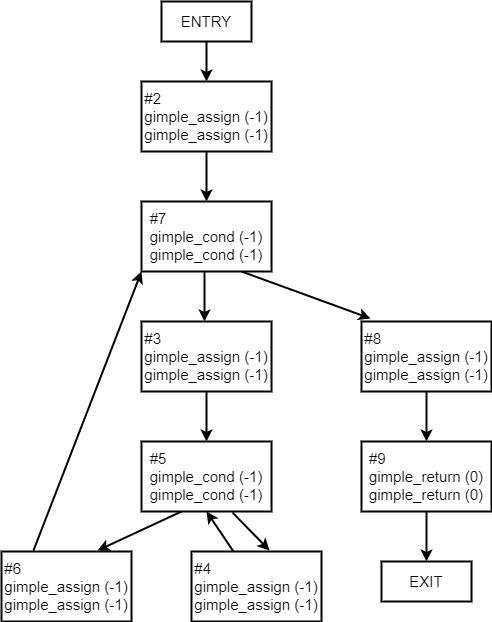 ENTRY
#2
gimple_assign (-1)
gimple_assign (-1)
#7
gimple_cond (-1)
gimple_cond (-1)
#3
gimple_assign (-1)
gimple_assign (-1)
#8
gimple_assign (-1)
gimple_assign (-1)
#5
gimple_cond (-1)
gimple_cond (-1)
#9
gimple_return (0)
gimple_return (0)
#6
gimple_assign (-1)
gimple_assign (-1)
#4
gimple_assign (-1)
gimple_assign (-1)
EXIT